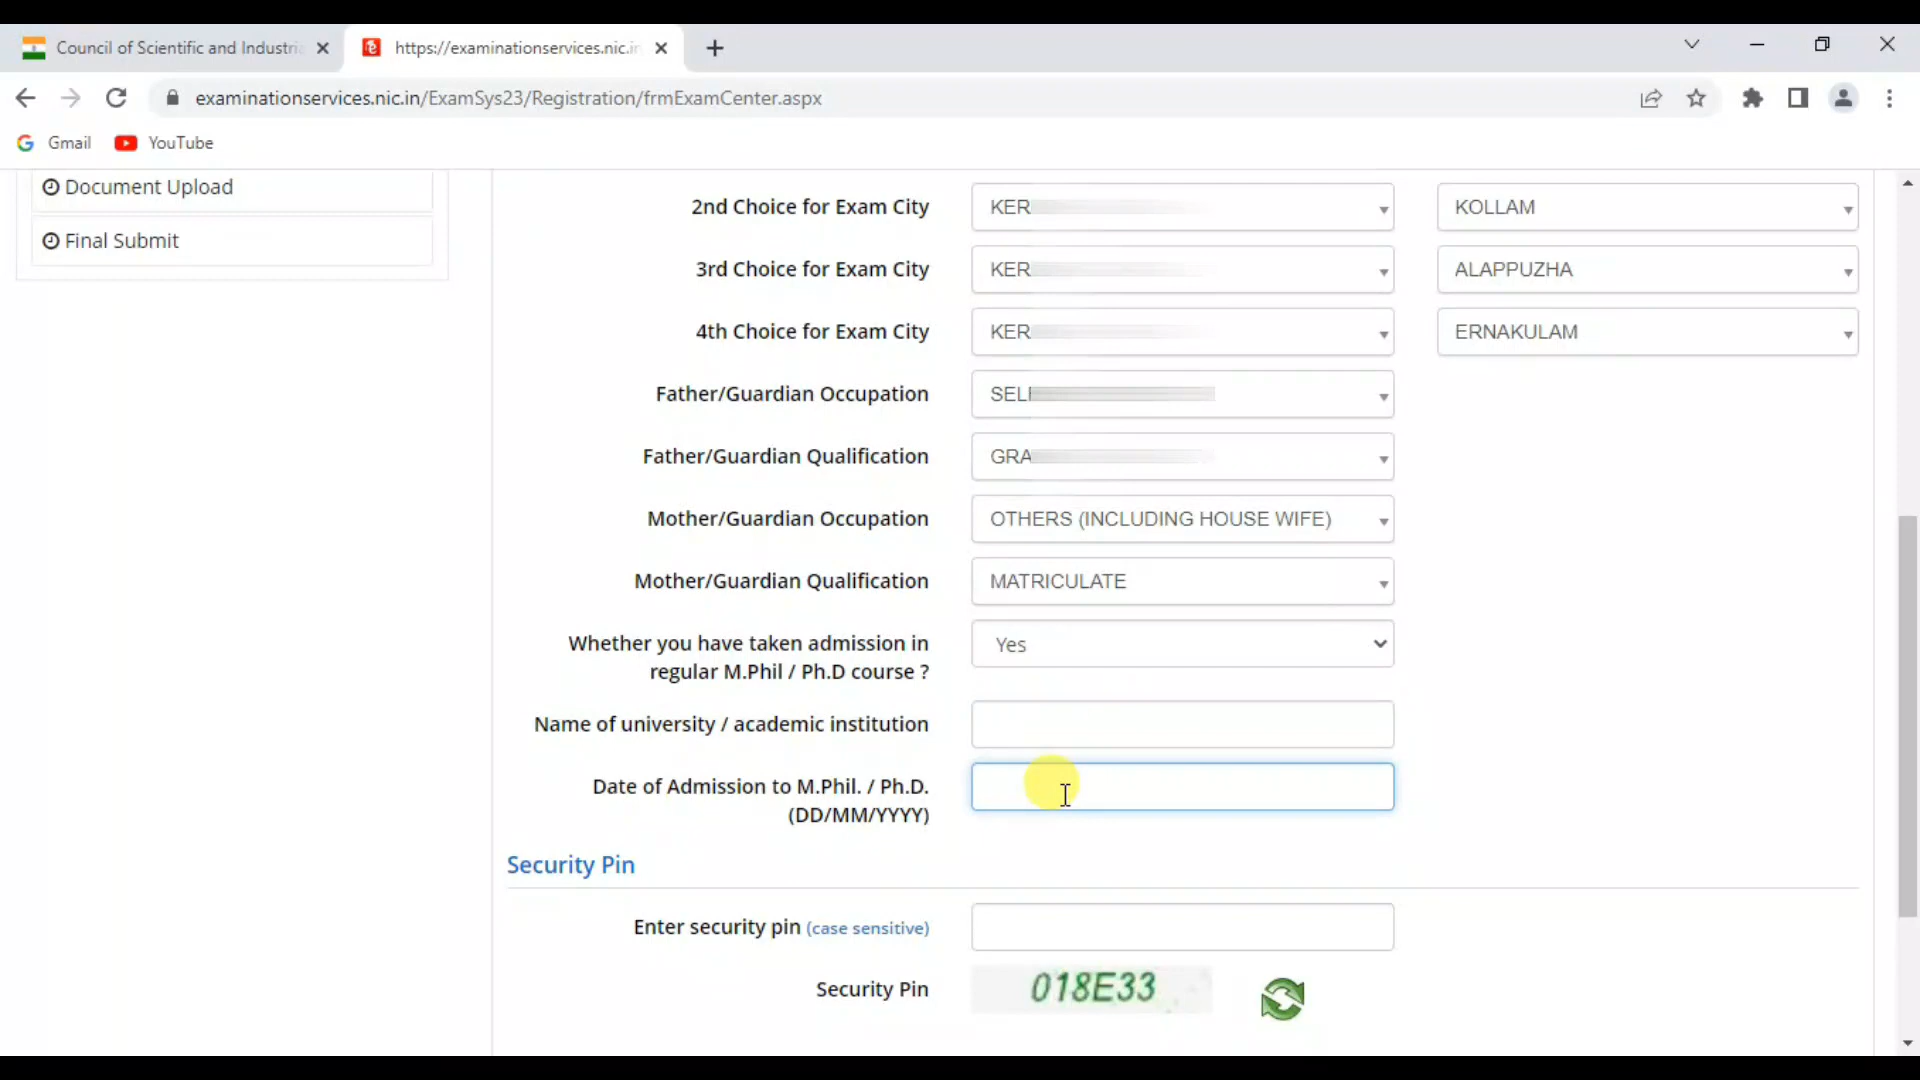 Council of Scientific and Industri
https://examinationservices.nic.in
examinationservices.nic.in/ExamSys23/Registration/frmExamCenter.aspx
Gmail
YouTube
Document Upload
Final Submit
2nd Choice for Exam City KER KOLLAM
3rd Choice for Exam City KER ALAPPUZHA
4th Choice for Exam City KER ERNAKULAM
Father/Guardian Occupation SEL
Father/Guardian Qualification GRA
Mother/Guardian Occupation OTHERS (INCLUDING HOUSE WIFE)
Mother/Guardian Qualification MATRICULATE
Whether you have taken admission in
regular M.Phil / Ph.D course ? Yes
Name of university / academic institution
Date of Admission to M.Phil. / Ph.D.
(DD/MM/YYYY)
Security Pin
Enter security pin (case sensitive)
Security Pin 018E33